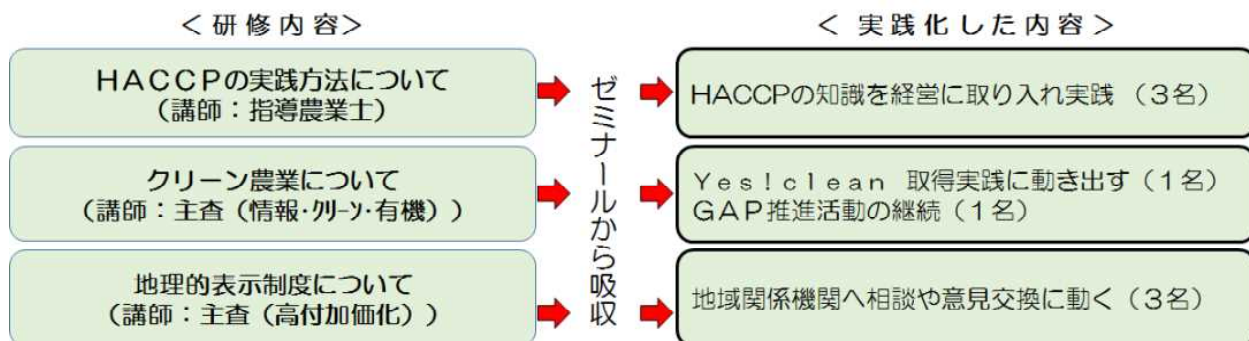 ＜研修内容＞
ＨＡＣＣＰの実践方法について
（講師：指導農業士）
クリーン農業について
（講師：主査（情報・クリーン・有機））
地理的表示制度について
（講師：主査（高付加価化））
ゼミナールから吸収
＜実践化した内容＞
HACCPの知識を経営に取り入れ実践（３名）
Ｙｅｓ！ｃｌｅａｎ 取得実践に動き出す（１名）
ＧＡＰ推進活動の継続（１名）
地域関係機関へ相談や意見交換に動く（３名）